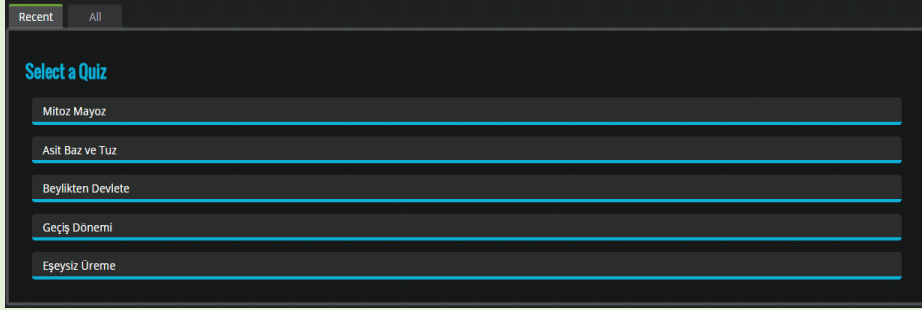 Recent All
Select a Quiz
Mitoz Mayoz
Asit Baz ve Tuz
Beylikten Devlete
Geçiş Dönemi
Eşeysiz Üreme